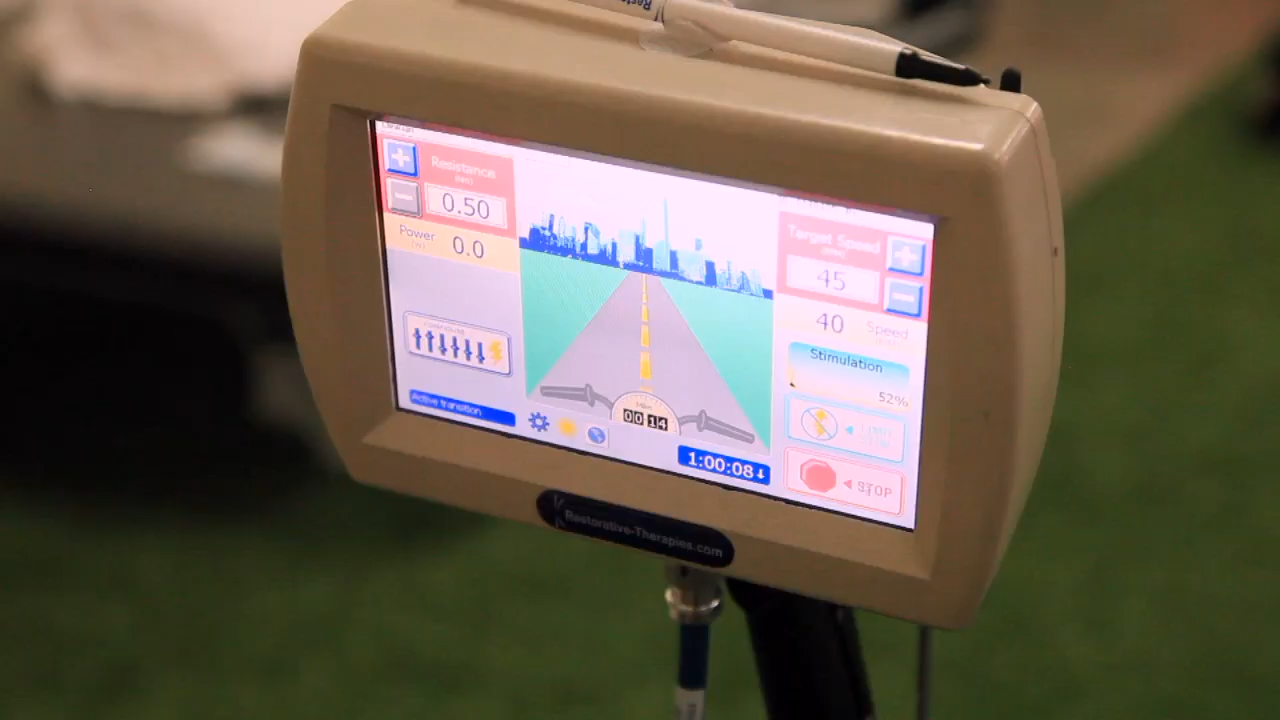 Resistance
0.50
Power
0.0
Target Speed
45
40 Speed
Stimulation
52%
STOP
Active transition
Miles
00 14
1:00:08
Restorative-Therapies.com